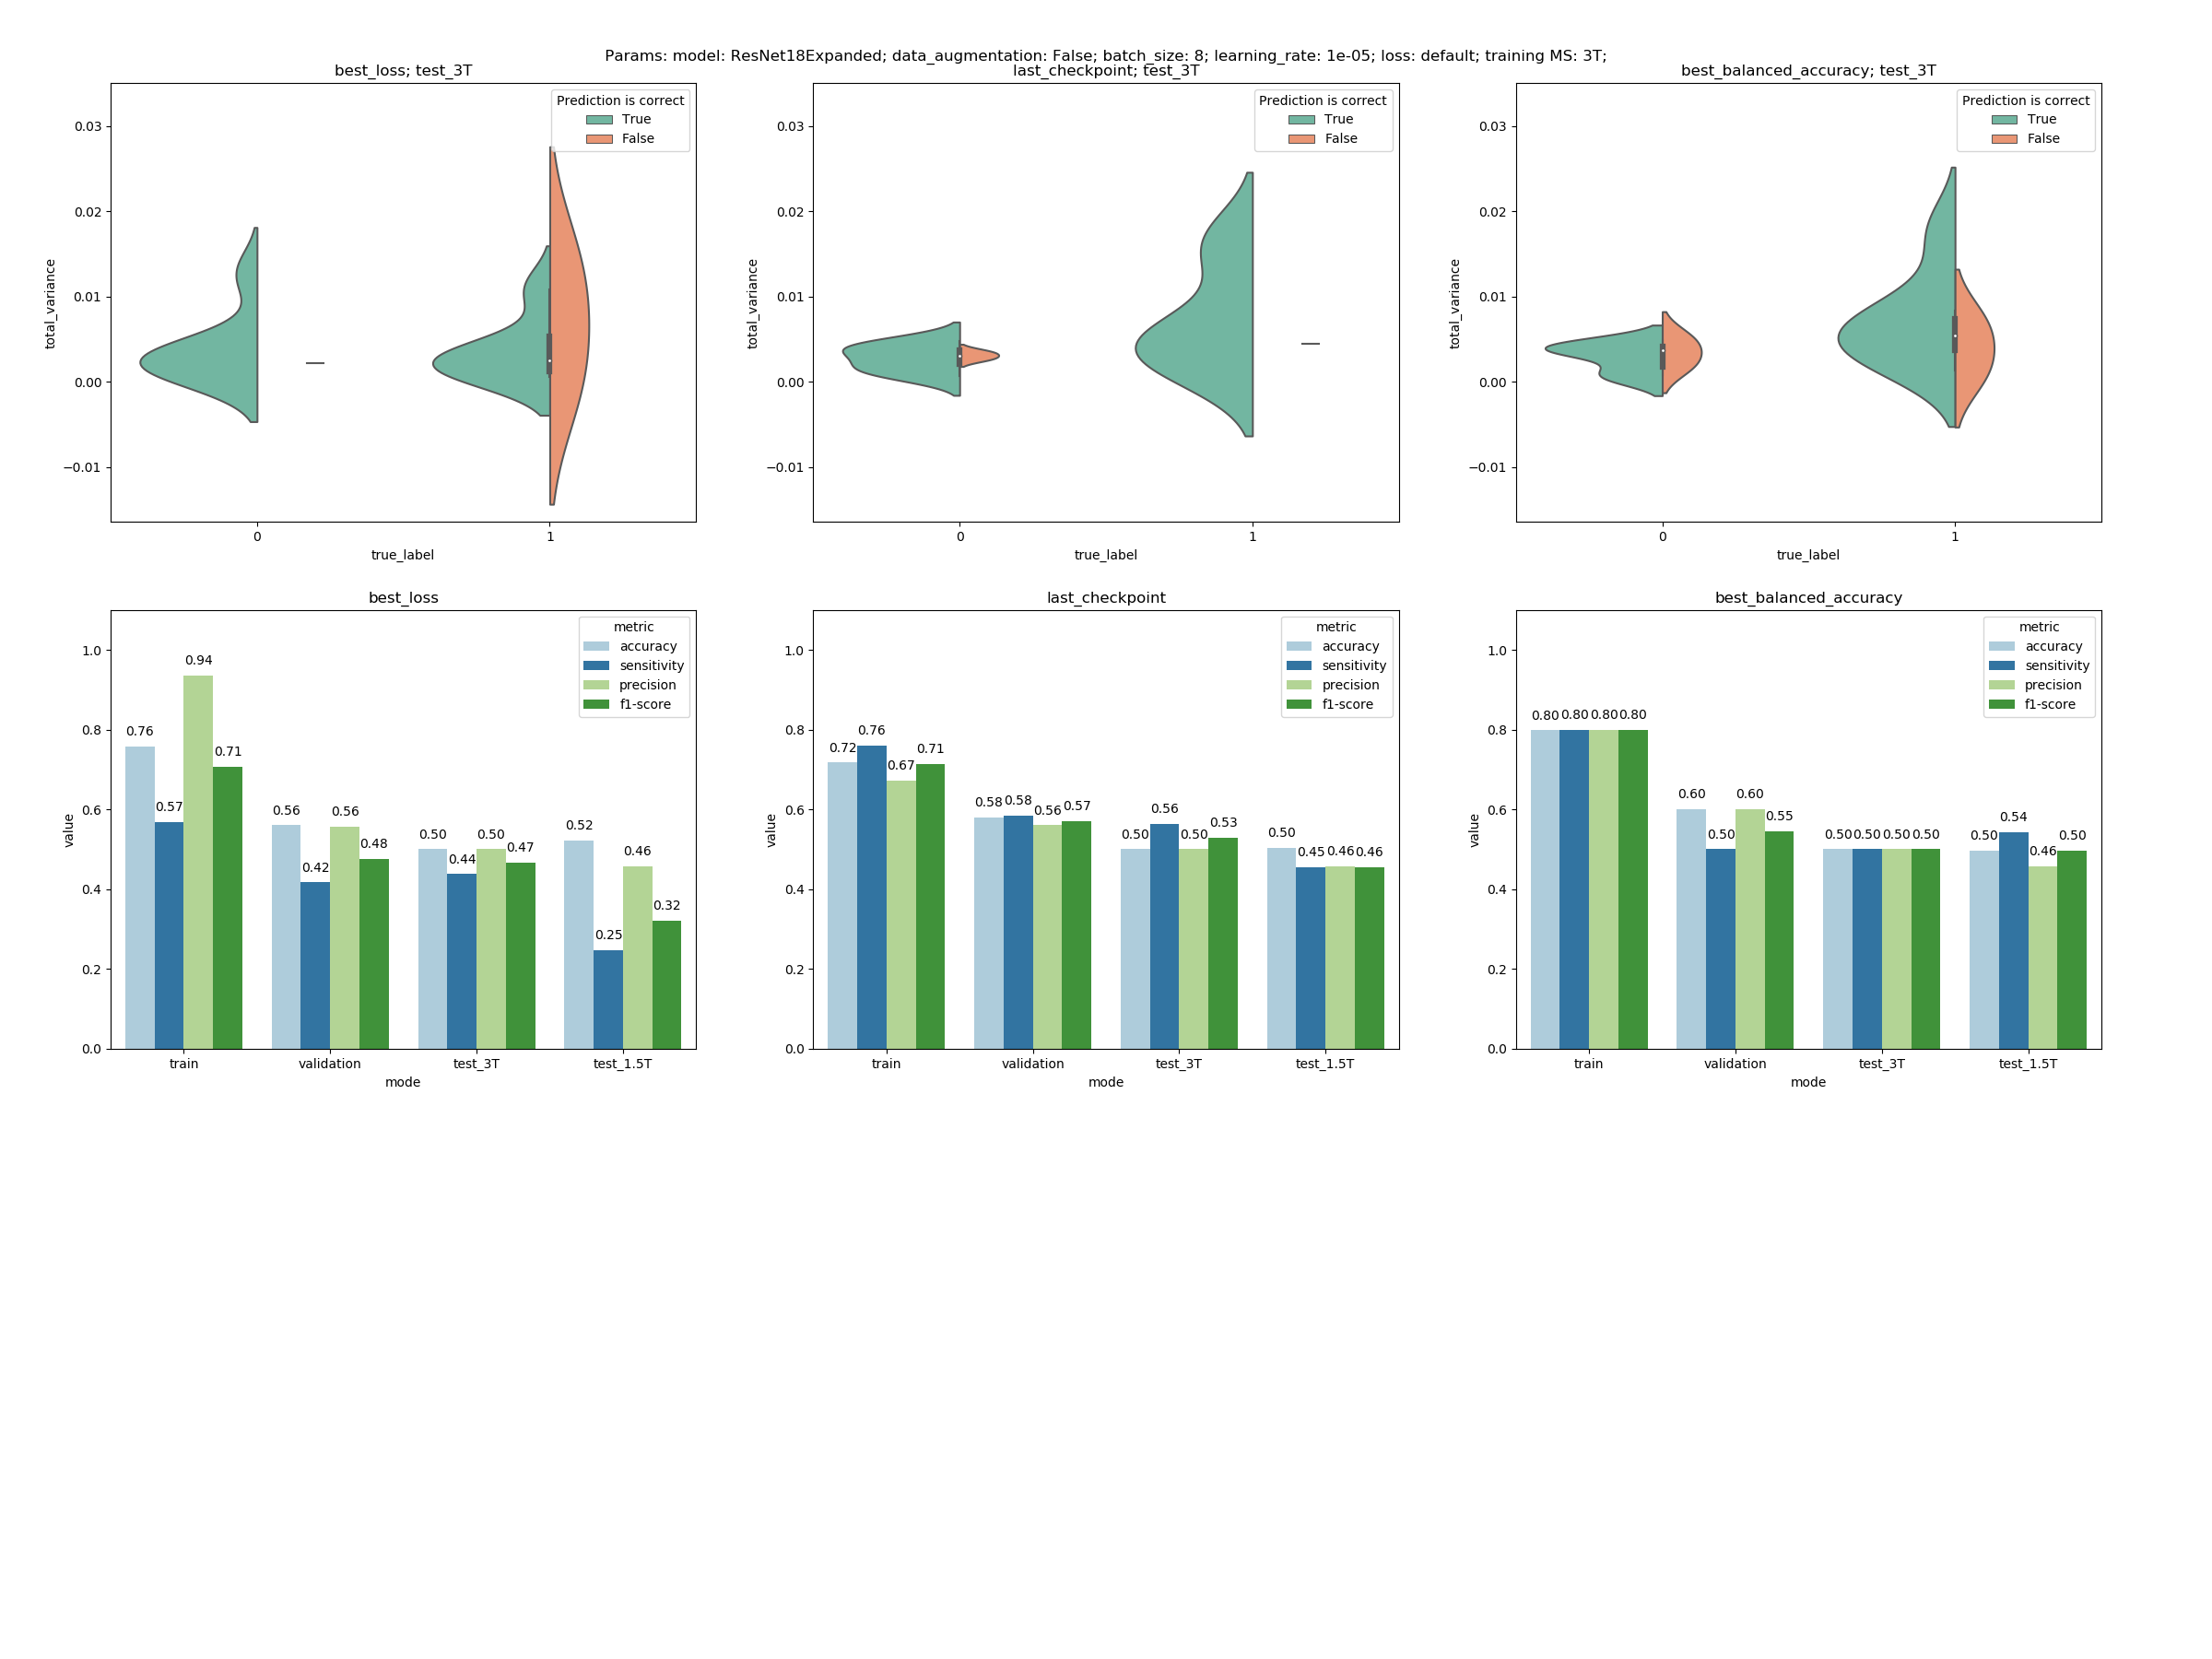 Params: model: ResNet18Expanded; data_augmentation: False; batch_size: 8; learning_rate: 1e-05; loss: default; training MS: 3T;
best_loss; test_3T
Prediction is correct
True
False
0.03
0.02
0.01
0.00
−0.01
total_variance
0 1
true_label
last_checkpoint; test_3T
Prediction is correct
True
False
0.03
0.02
0.01
0.00
−0.01
total_variance
0 1
true_label
best_balanced_accuracy; test_3T
Prediction is correct
True
False
0.03
0.02
0.01
0.00
−0.01
total_variance
0 1
true_label
best_loss
metric
accuracy
sensitivity
precision
f1-score
1.0
0.8
0.6
0.4
0.2
0.0
value
0.76 0.57 0.94 0.71
0.56 0.42 0.56 0.48
0.50 0.44 0.50 0.47
0.52 0.25 0.46 0.32
train validation test_3T test_1.5T
mode
last_checkpoint
metric
accuracy
sensitivity
precision
f1-score
1.0
0.8
0.6
0.4
0.2
0.0
value
0.72 0.76 0.67 0.71
0.58 0.58 0.56 0.57
0.50 0.56 0.50 0.53
0.50 0.45 0.46 0.46
train validation test_3T test_1.5T
mode
best_balanced_accuracy
metric
accuracy
sensitivity
precision
f1-score
1.0
0.8
0.6
0.4
0.2
0.0
value
0.80 0.80 0.80 0.80
0.60 0.50 0.60 0.55
0.50 0.50 0.50 0.50
0.50 0.54 0.46 0.50
train validation test_3T test_1.5T
mode